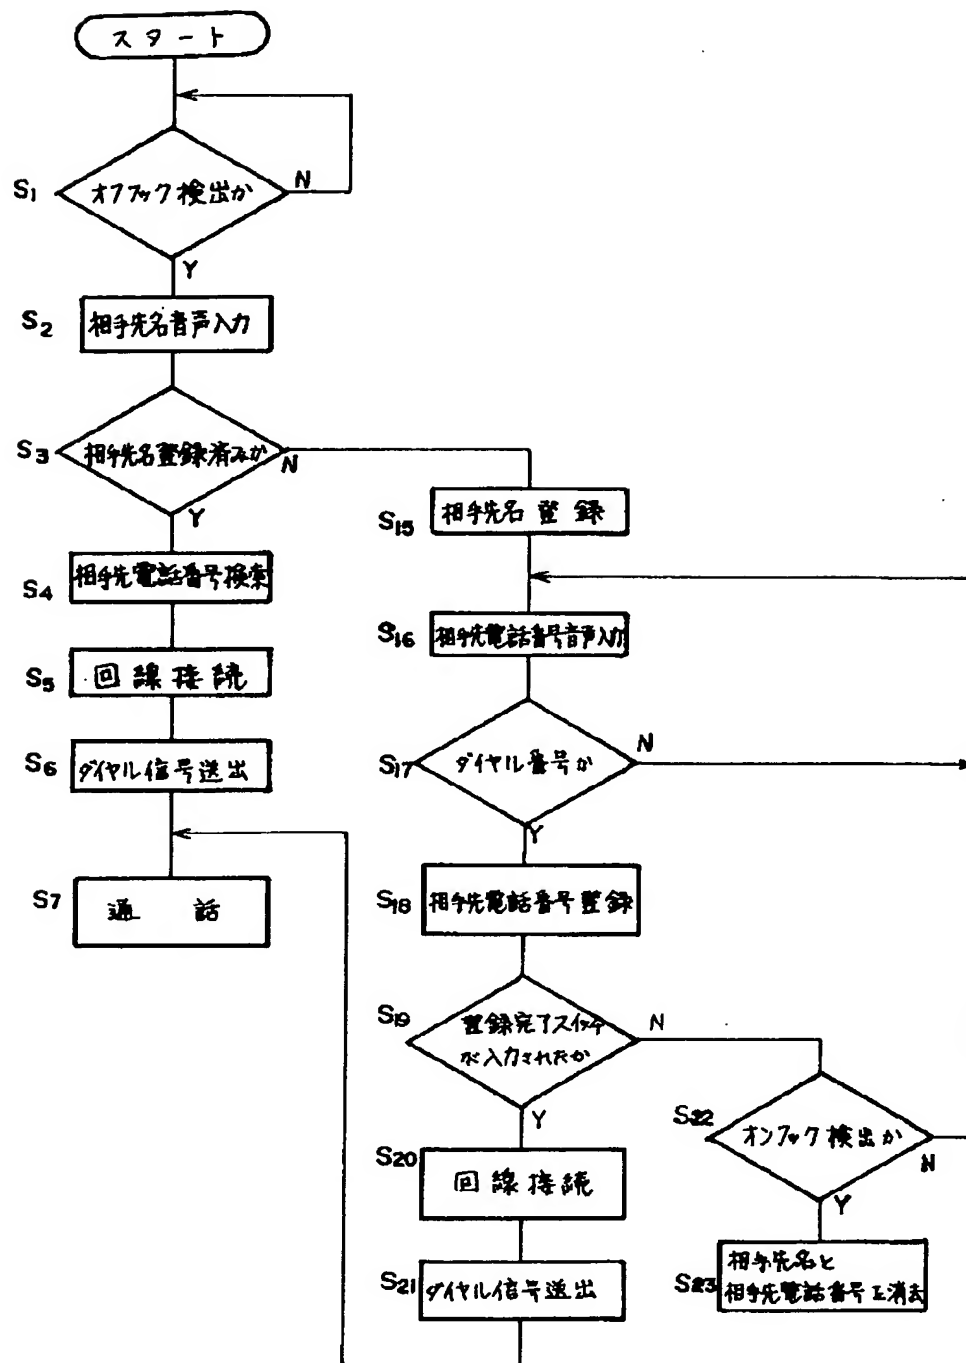 スタート
S1 オフフック検出か N
Y
S2 相手先名音声入力
S3 相手先名登録済みか N
Y
S4 相手先電話番号検索
S5 回線接続
S6 ダイヤル信号送出
S7 通 話
S15 相手先名 登 録
S16 相手先電話番号音声入力
S17 ダイヤル番号か N
Y
S18 相手先電話番号登録
S19 登録完了スイッチ
が入力されたか N
Y
S20 回線接続
S21 ダイヤル信号送出
S22 オンフック検出か N
Y
S23 相手先名と
相手先電話番号を消去